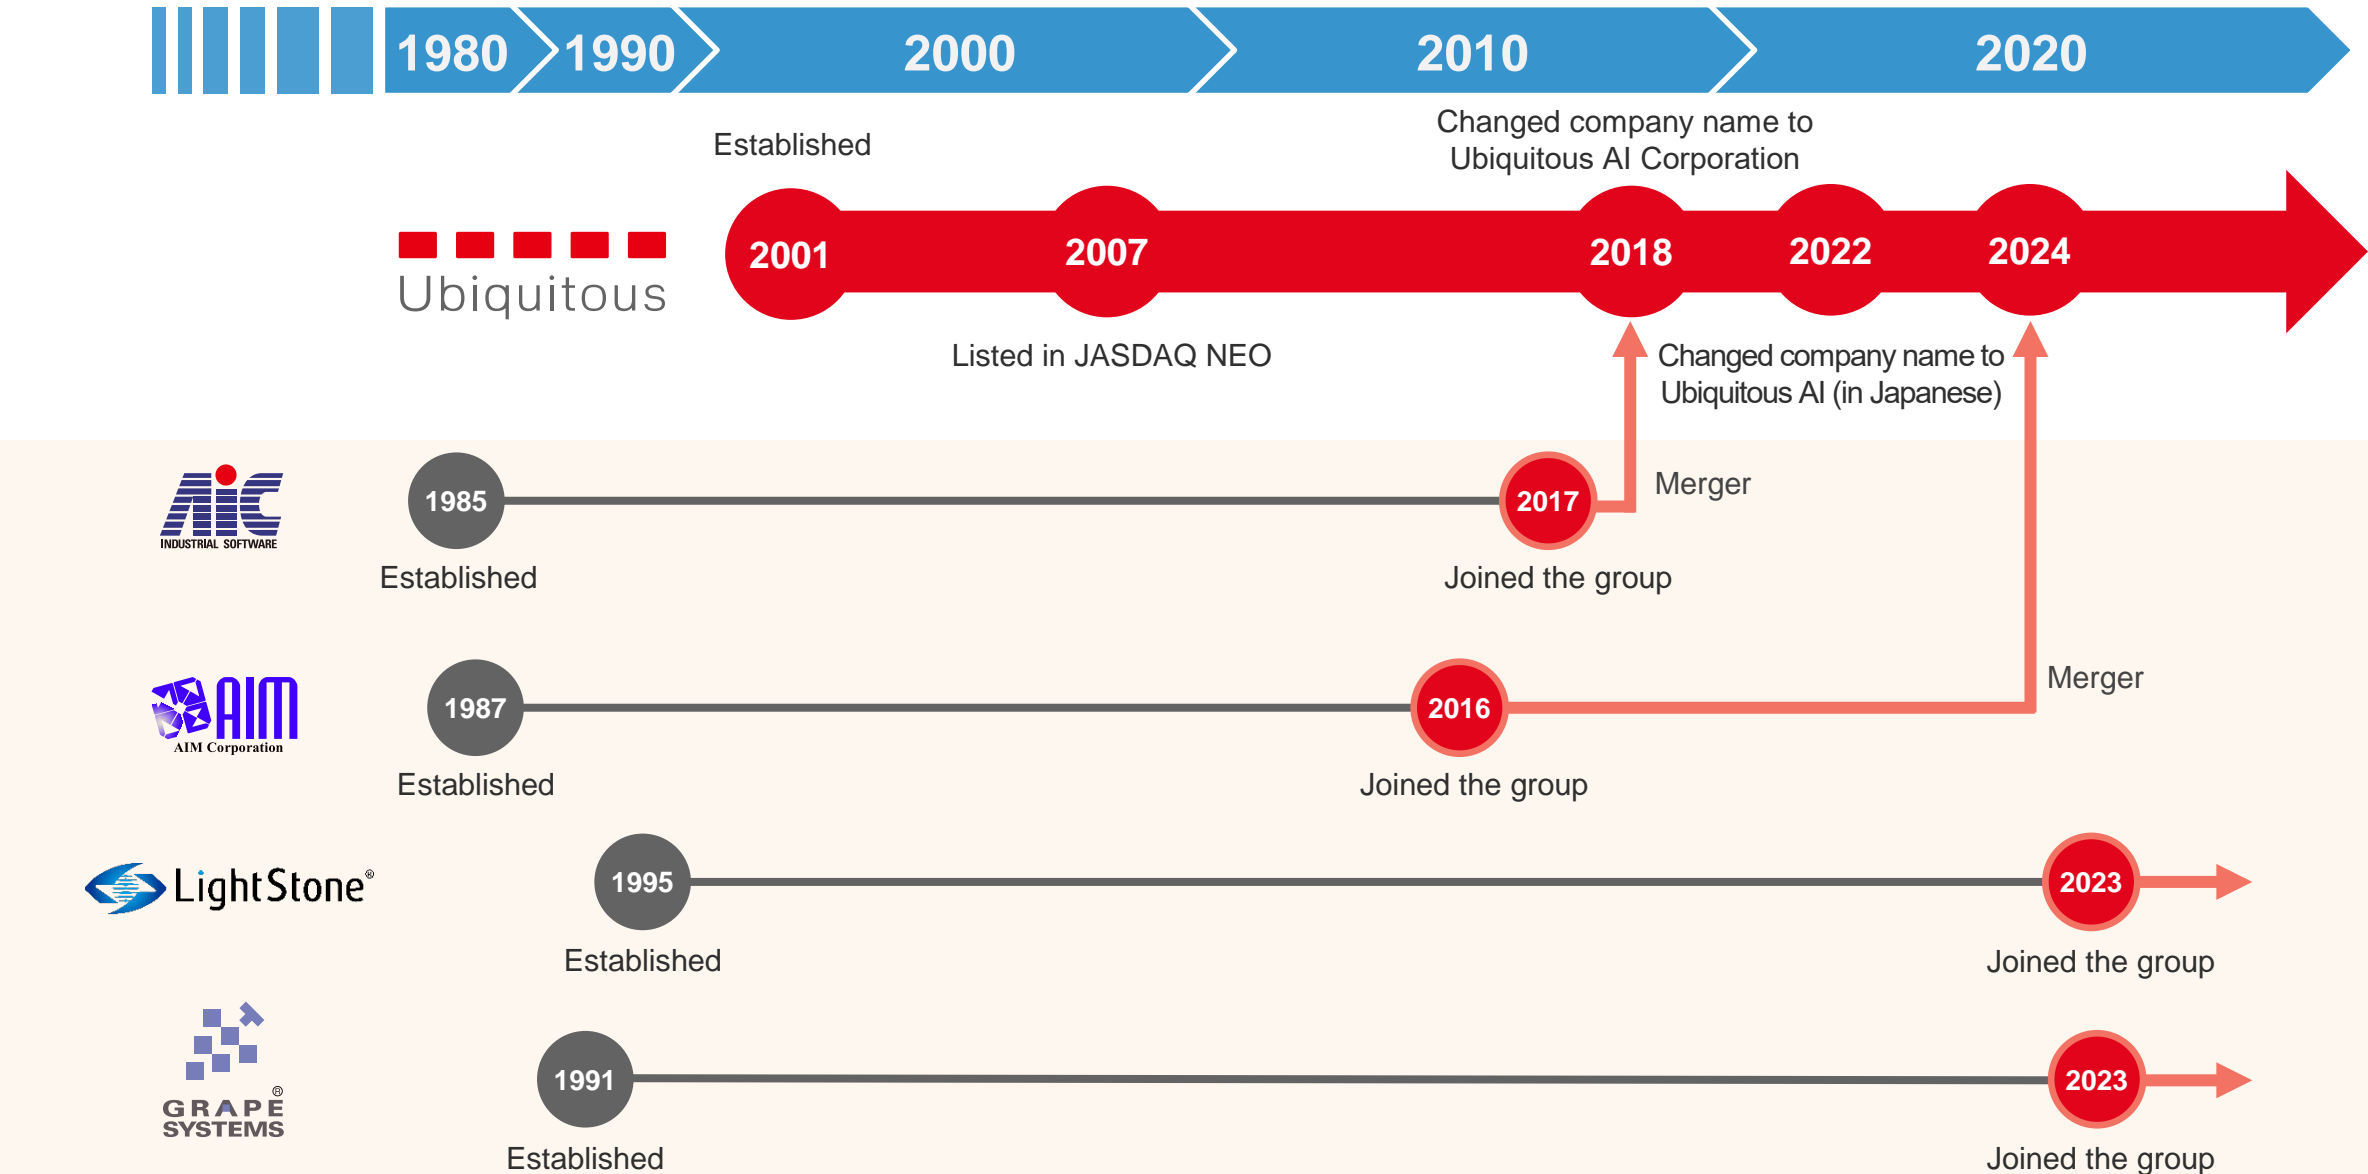 1980
1990
2000
2010
2020
Established
Changed company name to
Ubiquitous AI Corporation
Ubiquitous
2001
2007
2018
2022
2024
Listed in JASDAQ NEO
Changed company name to
Ubiquitous AI (in Japanese)
AiC
INDUSTRIAL SOFTWARE
1985
2017
Merger
Established
Joined the group
AIM
AIM Corporation
1987
2016
Merger
Established
Joined the group
LightStone®
1995
2023
Established
Joined the group
GRAPE®
SYSTEMS
1991
2023
Established
Joined the group